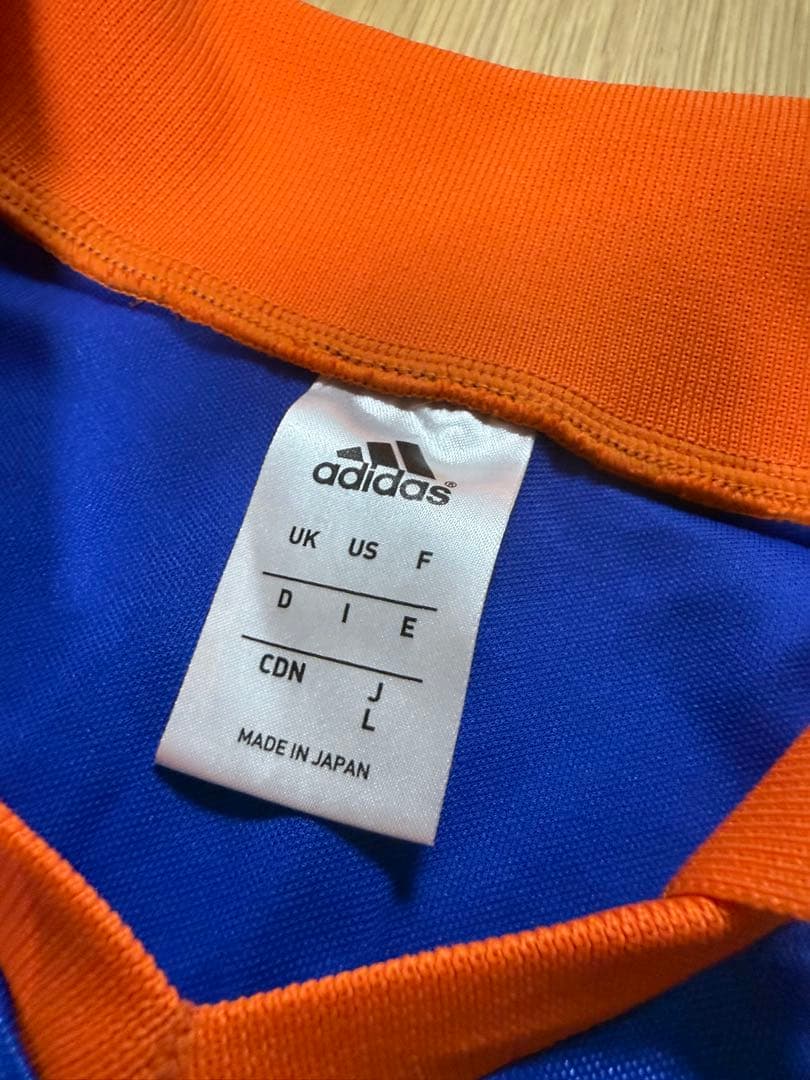 adidas®
UK US F
D I E
CDN J
L
MADE IN JAPAN